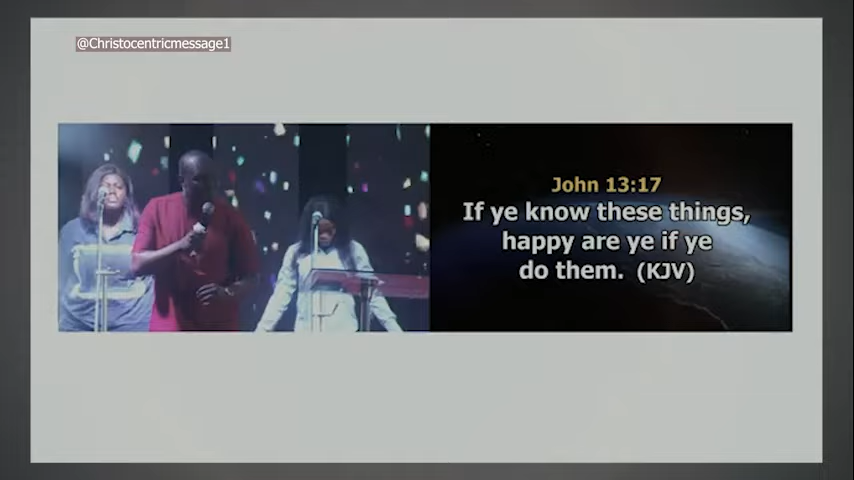 @Christocentricmessage1
John 13:17
If ye know these things,
happy are ye if ye
do them. (KJV)